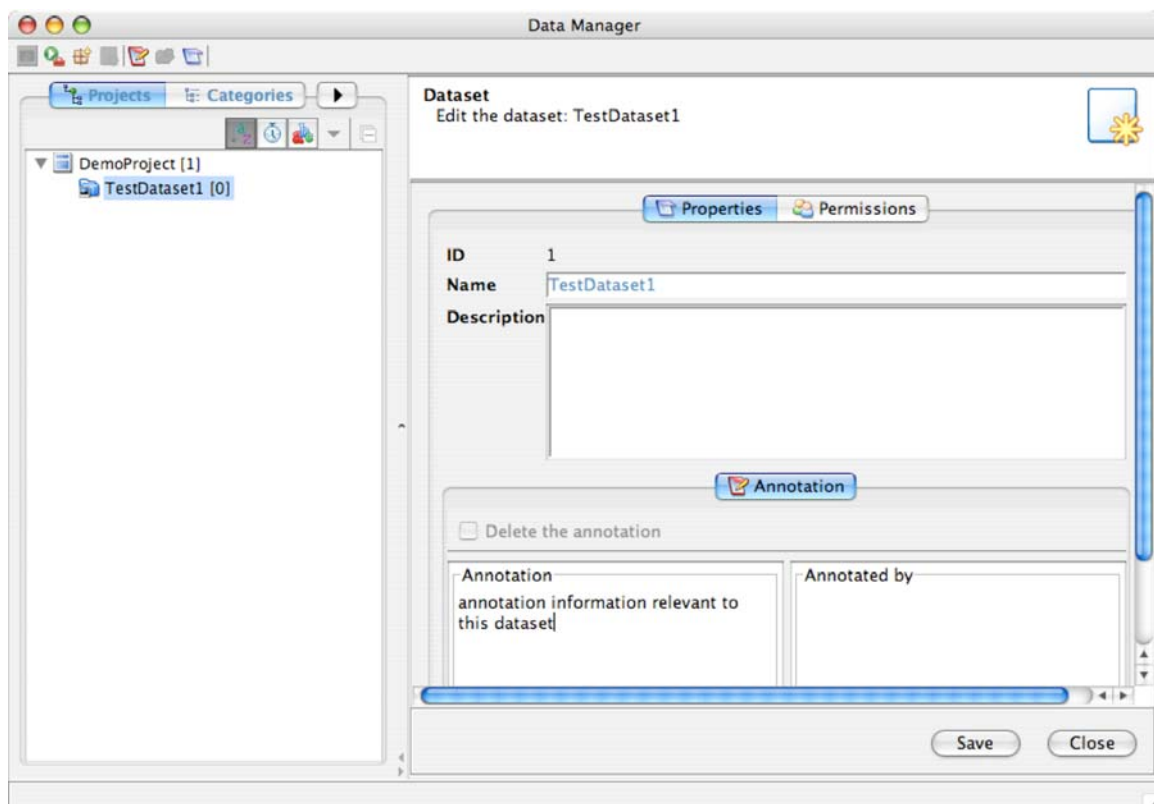 Data Manager
Projects
Categories
Dataset
Edit the dataset: TestDataset1
DemoProject [1]
TestDataset1 [0]
Properties
Permissions
ID 1
Name TestDataset1
Description
Annotation
Delete the annotation
Annotation Annotated by
annotation information relevant to
this dataset
Save Close